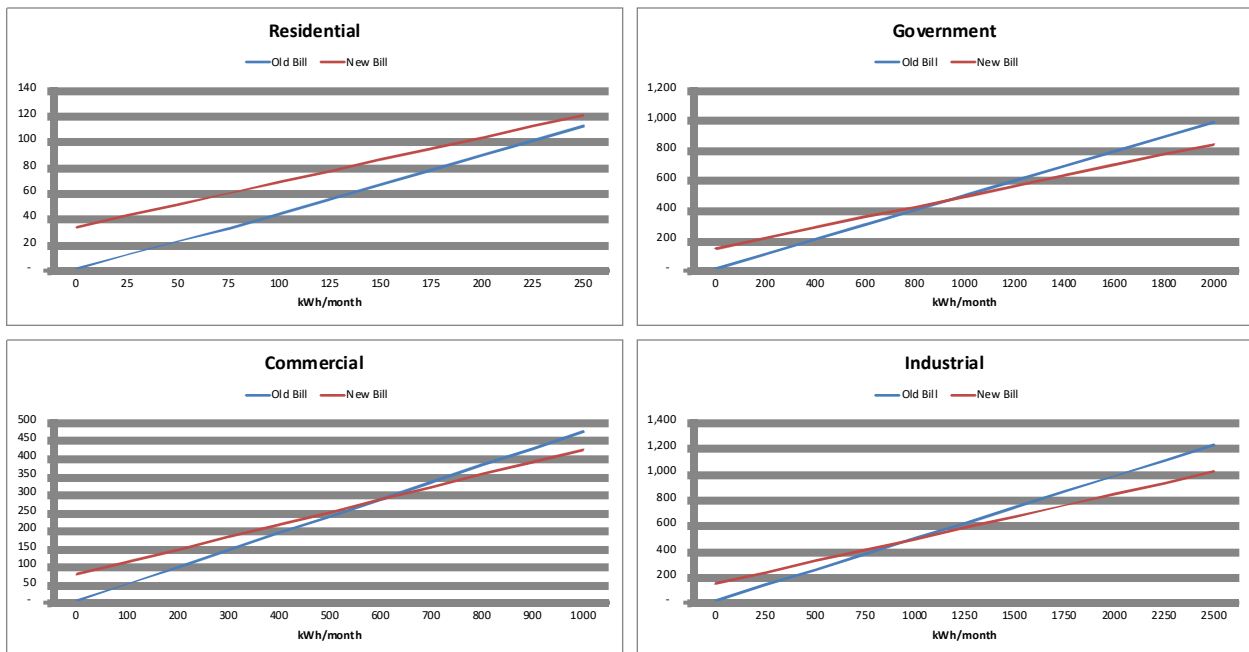 Residential
Old Bill New Bill
140
120
100
80
60
40
20
-
0 25 50 75 100 125 150 175 200 225 250
kWh/month
Government
Old Bill New Bill
1,200
1,000
800
600
400
200
-
0 200 400 600 800 1000 1200 1400 1600 1800 2000
kWh/month
Commercial
Old Bill New Bill
500
450
400
350
300
250
200
150
100
50
-
0 100 200 300 400 500 600 700 800 900 1000
kWh/month
Industrial
Old Bill New Bill
1,400
1,200
1,000
800
600
400
200
-
0 250 500 750 1000 1250 1500 1750 2000 2250 2500
kWh/month